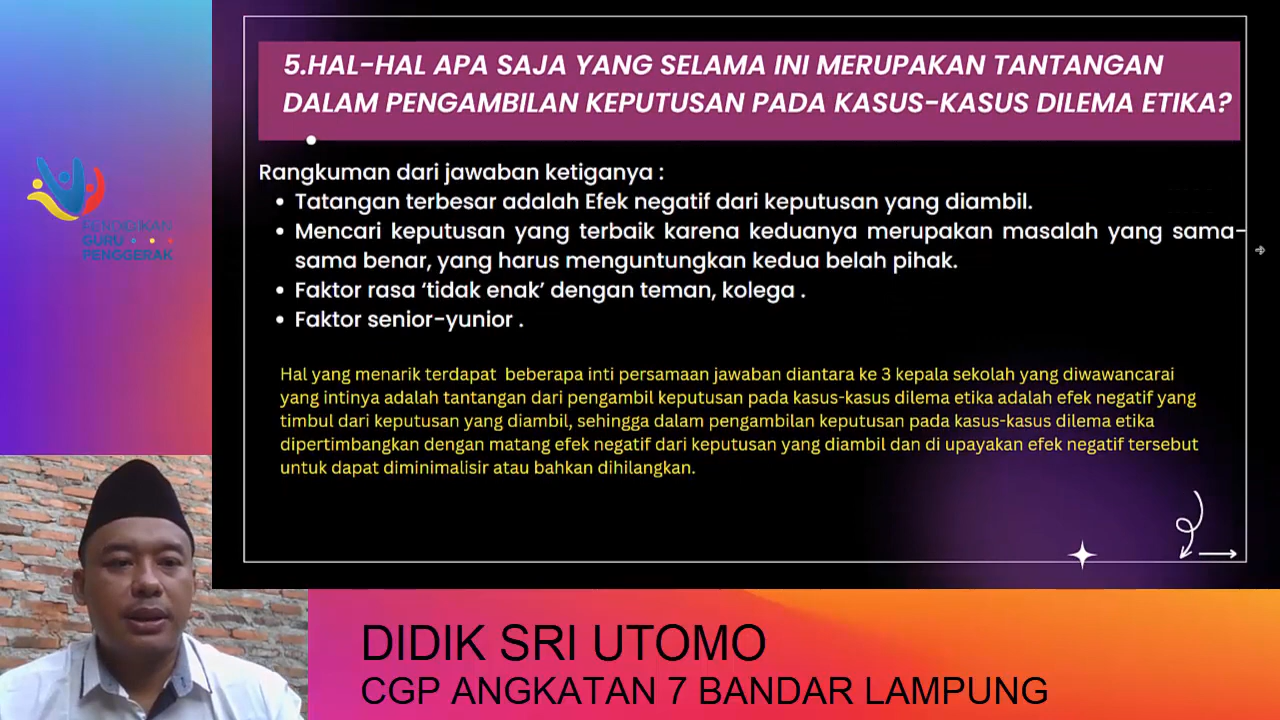 5.HAL-HAL APA SAJA YANG SELAMA INI MERUPAKAN TANTANGAN
DALAM PENGAMBILAN KEPUTUSAN PADA KASUS-KASUS DILEMA ETIKA?
PENDIDIKAN
GURU
PENGGERAK
Rangkuman dari jawaban ketiganya :
• Tatangan terbesar adalah Efek negatif dari keputusan yang diambil.
• Mencari keputusan yang terbaik karena keduanya merupakan masalah yang sama-
sama benar, yang harus menguntungkan kedua belah pihak.
• Faktor rasa ‘tidak enak’ dengan teman, kolega .
• Faktor senior-yunior .
Hal yang menarik terdapat  beberapa inti persamaan jawaban diantara ke 3 kepala sekolah yang diwawancarai
yang intinya adalah tantangan dari pengambil keputusan pada kasus-kasus dilema etika adalah efek negatif yang
timbul dari keputusan yang diambil, sehingga dalam pengambilan keputusan pada kasus-kasus dilema etika
dipertimbangkan dengan matang efek negatif dari keputusan yang diambil dan di upayakan efek negatif tersebut
untuk dapat diminimalisir atau bahkan dihilangkan.
DIDIK SRI UTOMO
CGP ANGKATAN 7 BANDAR LAMPUNG